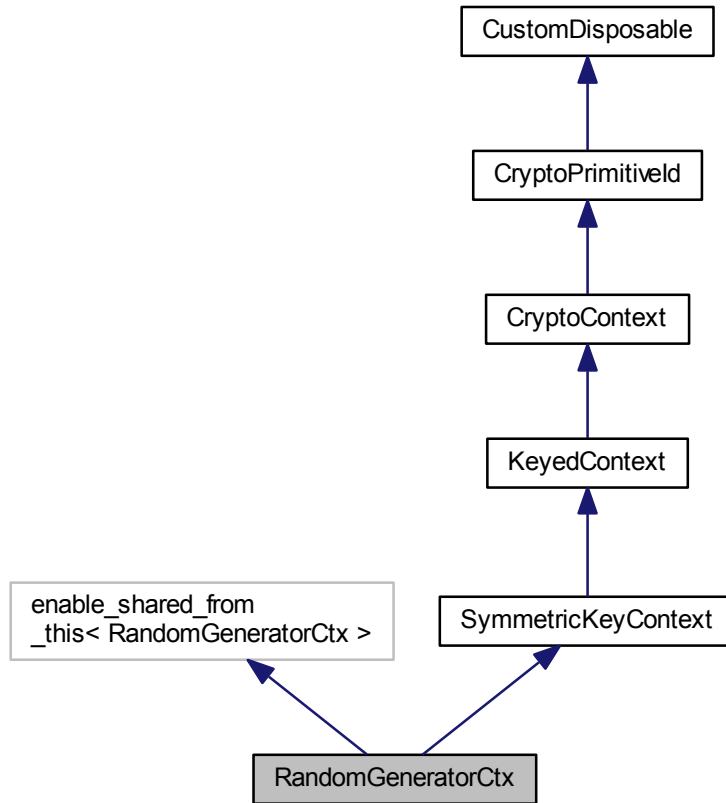 CustomDisposable
CryptoPrimitiveId
CryptoContext
KeyedContext
enable_shared_from
_this< RandomGeneratorCtx >
SymmetricKeyContext
RandomGeneratorCtx